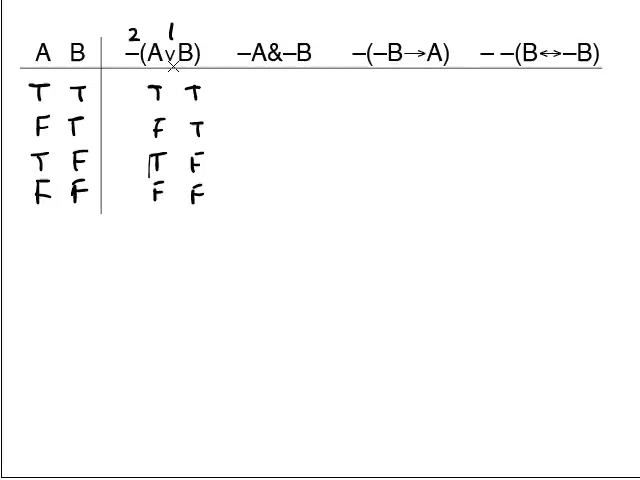 2 1
A B –(A∨B) –A&–B –(–B→A) – –(B↔–B)
T T T T
F T F T
T F T F
F F F F